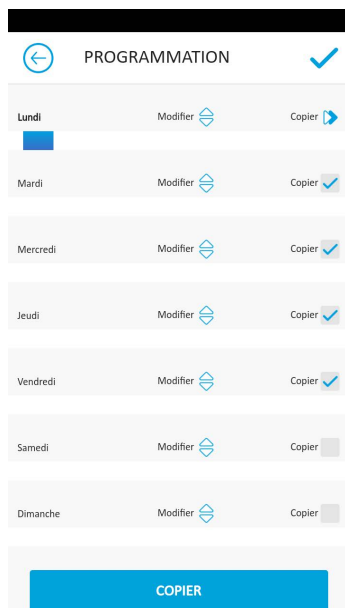 PROGRAMMATION
Lundi Modifier Copier
Mardi Modifier Copier
Mercredi Modifier Copier
Jeudi Modifier Copier
Vendredi Modifier Copier
Samedi Modifier Copier
Dimanche Modifier Copier
COPIER